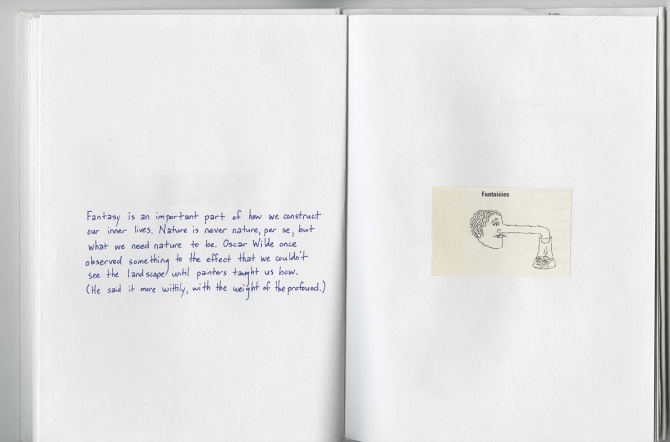 Fantasy is an important part of how we construct
our inner lives. Nature is never nature, per se, but
what we need nature to be. Oscar Wilde once
observed something to the effect that we couldn't
see the landscape until panters taught us how.
(He said it more wittily, with the weight of the profound.)
Fantaisies